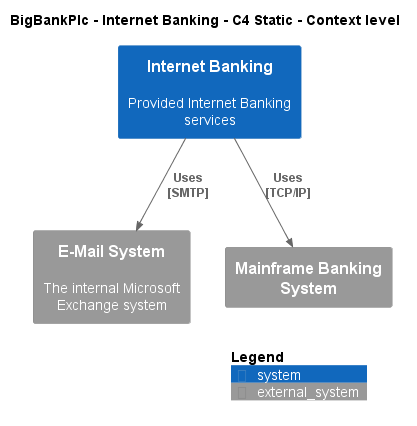 BigBankPlc - Internet Banking - C4 Static - Context level
Internet Banking
Provided Internet Banking
services
Uses
[SMTP]
Uses
[TCP/IP]
E-Mail System
The internal Microsoft
Exchange system
Mainframe Banking
System
Legend
system
external_system